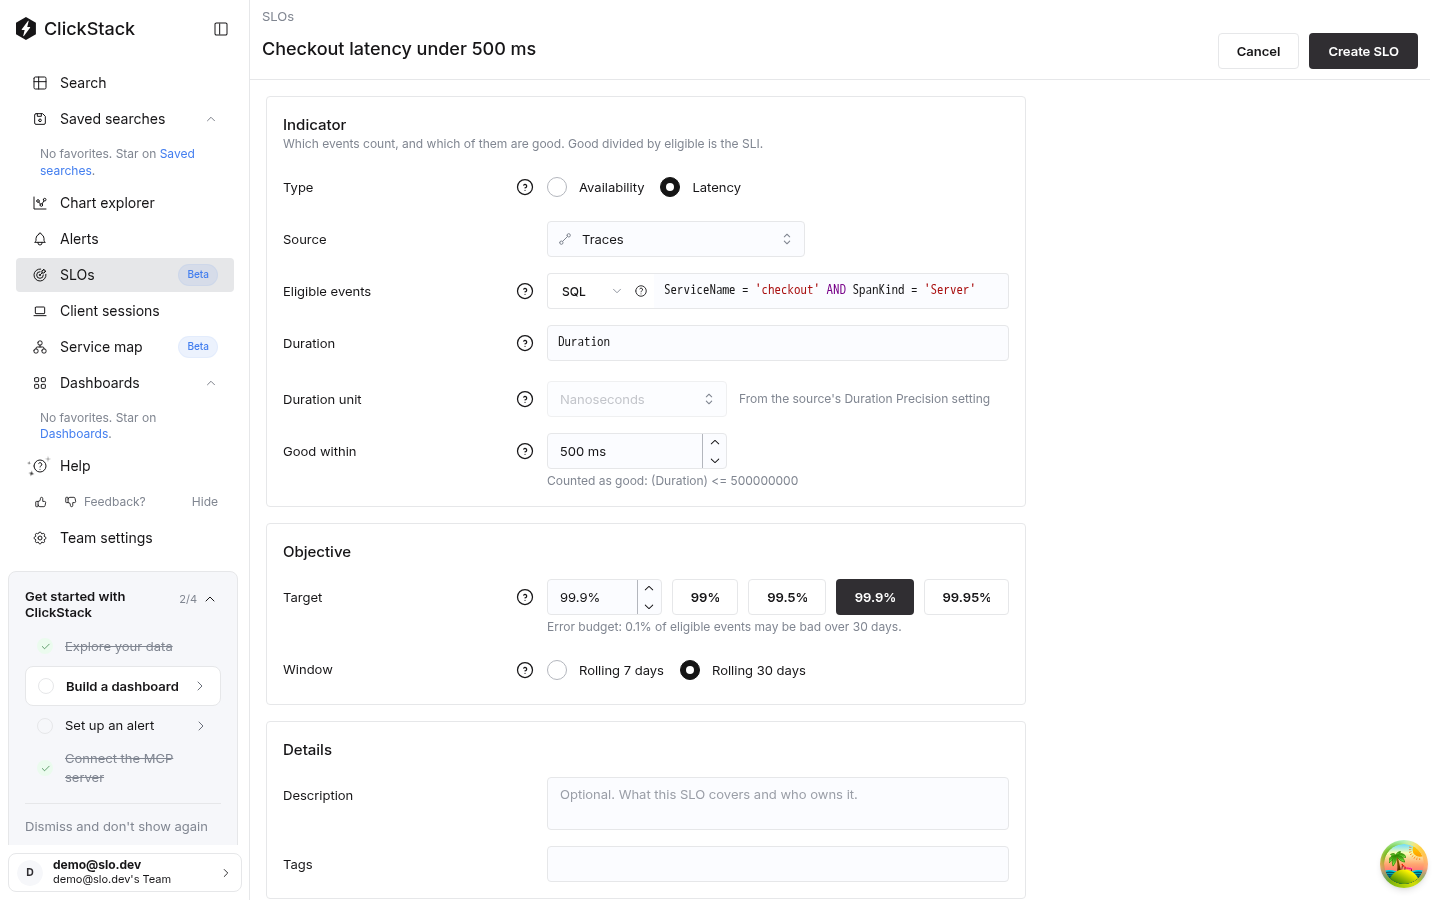 ClickStack
Search
Saved searches
No favorites. Star on Saved
searches.
Chart explorer
Alerts
SLOs Beta
Client sessions
Service map Beta
Dashboards
No favorites. Star on
Dashboards.
Help
Feedback? Hide
Team settings
Get started with
ClickStack
2/4
Explore your data
Build a dashboard
Set up an alert
Connect the MCP
server
Dismiss and don't show again
D
demo@slo.dev
demo@slo.dev's Team
SLOs
Checkout latency under 500 ms
Cancel Create SLO
Indicator
Which events count, and which of them are good. Good divided by eligible is the SLI.
Type Availability Latency
Source Traces
Eligible events SQL ServiceName = 'checkout' AND SpanKind = 'Server'
Duration Duration
Duration unit Nanoseconds From the source's Duration Precision setting
Good within 500 ms
Counted as good: (Duration) <= 500000000
Objective
Target 99.9% 99% 99.5% 99.9% 99.95%
Error budget: 0.1% of eligible events may be bad over 30 days.
Window Rolling 7 days Rolling 30 days
Details
Description Optional. What this SLO covers and who owns it.
Tags